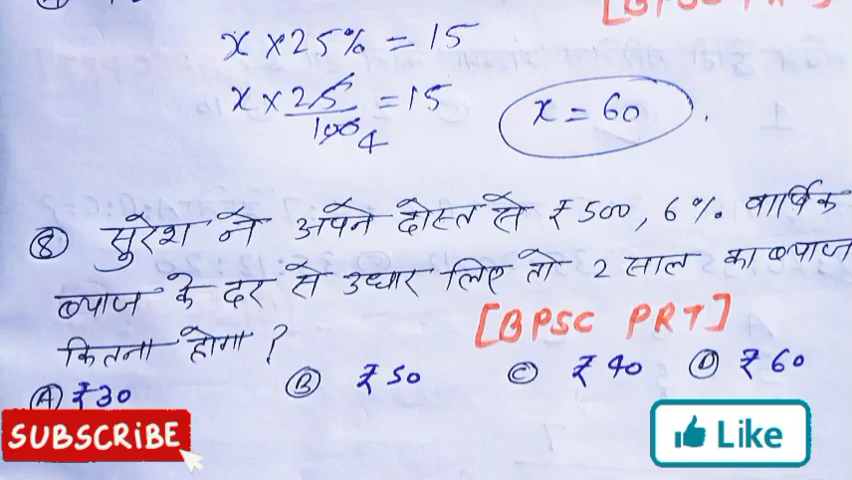 x × 25% = 15
x × 25/100 4 = 15
x = 60 .
⑧ सुरेश ने अपने दोस्त से ₹500, 6% वार्षिक
ब्याज के दर से उधार लिए तो 2 साल का ब्याज
कितना होगा ?
[BPSC PRT]
Ⓐ ₹30 Ⓑ ₹50 Ⓒ ₹40 Ⓓ ₹60
SUBSCRIBE
Like